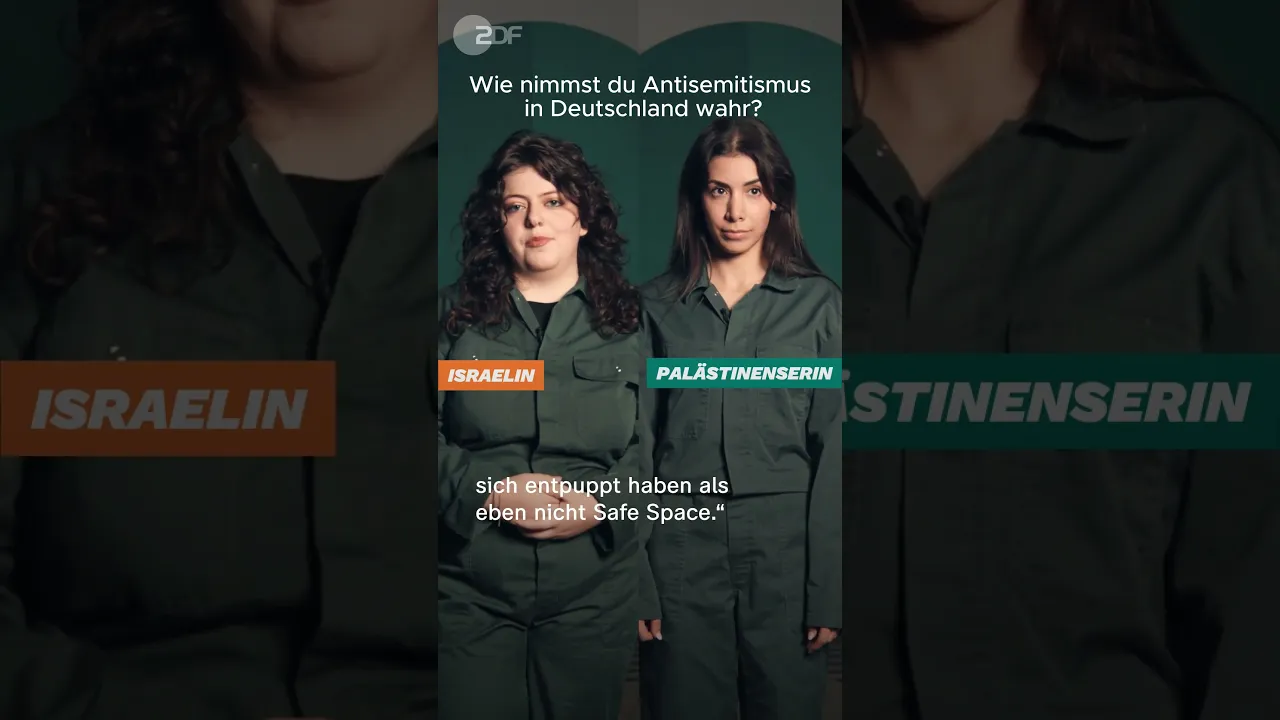 ZDF
Wie nimmst du Antisemitismus
in Deutschland wahr?
ISRAELIN
PALÄSTINENSERIN
sich entpuppt haben als
eben nicht Safe Space.“
ISRAELIN
ÄSTINENSERIN